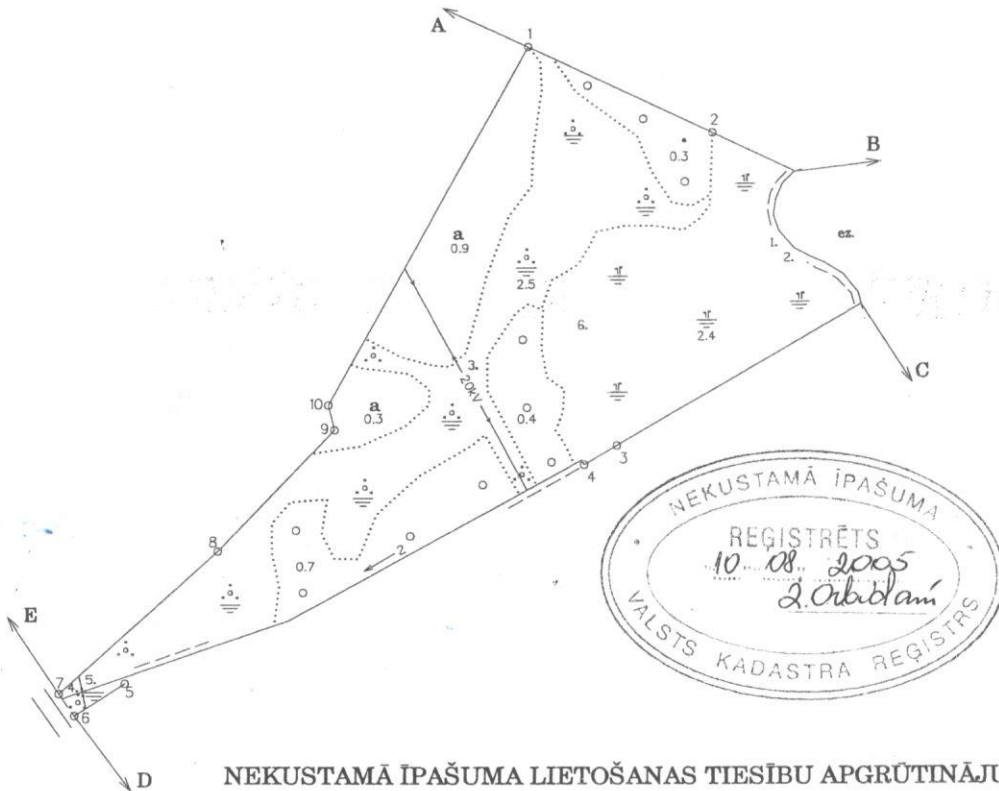 A
1
2
B
0.3
a
0.9
ez.
1.
2.
2.5
6.
2.4
C
3.
20kV
10
a
0.3
9
0.4
3
4
8
0.7
2
E
7
4.
5.
5
6
D
NEKUSTAMĀ ĪPAŠUMA
REĢISTRĒTS
10 08 2005
VALSTS KADASTRA REĢISTRS
NEKUSTAMĀ ĪPAŠUMA LIETOŠANAS TIESĪBU APGRŪTINĀJU